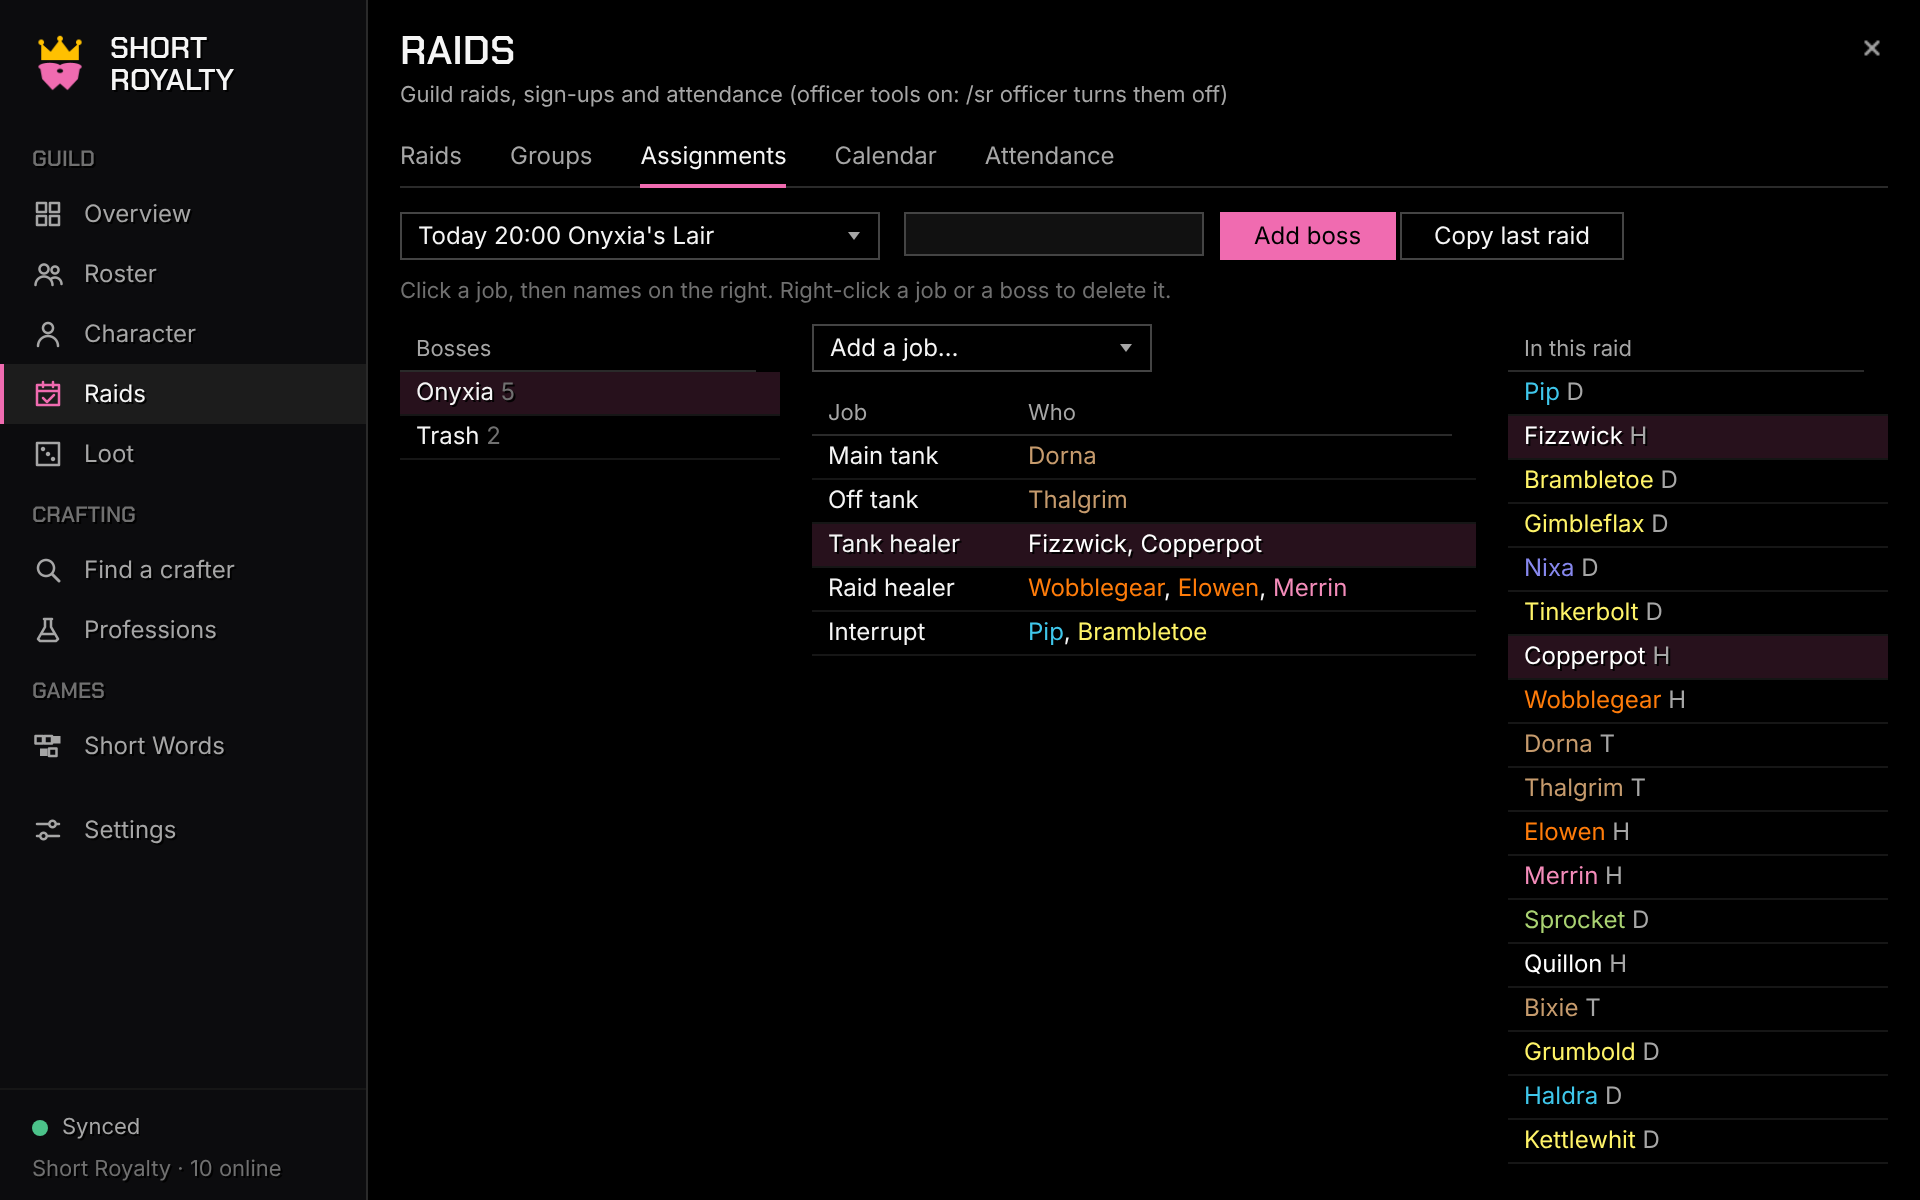 SHORT
ROYALTY
GUILD
Overview
Roster
Character
Raids
Loot
CRAFTING
Find a crafter
Professions
GAMES
Short Words
Settings
Synced
Short Royalty · 10 online
RAIDS
Guild raids, sign-ups and attendance (officer tools on: /sr officer turns them off)
Raids Groups Assignments Calendar Attendance
Today 20:00 Onyxia's Lair Add boss Copy last raid
Click a job, then names on the right. Right-click a job or a boss to delete it.
Bosses
Onyxia 5
Trash 2
Add a job...
Job Who
Main tank Dorna
Off tank Thalgrim
Tank healer Fizzwick, Copperpot
Raid healer Wobblegear, Elowen, Merrin
Interrupt Pip, Brambletoe
In this raid
Pip D
Fizzwick H
Brambletoe D
Gimbleflax D
Nixa D
Tinkerbolt D
Copperpot H
Wobblegear H
Dorna T
Thalgrim T
Elowen H
Merrin H
Sprocket D
Quillon H
Bixie T
Grumbold D
Haldra D
Kettlewhit D